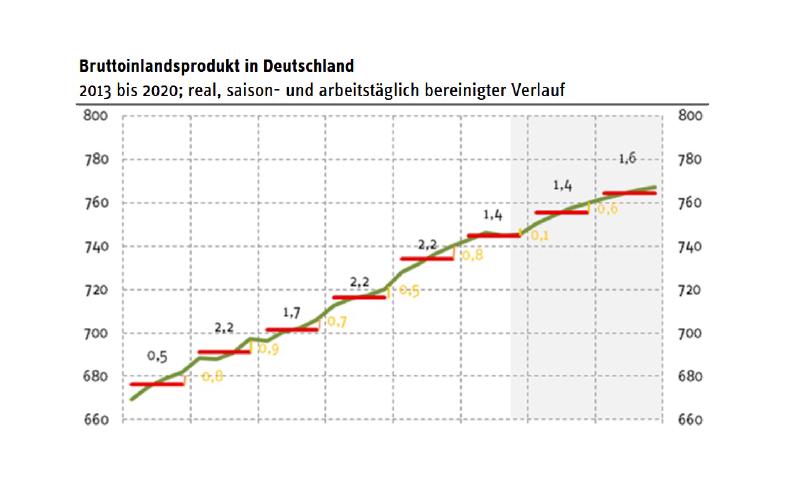 Bruttoinlandsprodukt in Deutschland
2013 bis 2020; real, saison- und arbeitstäglich bereinigter Verlauf
800 800
780 1,6 780
1,4
760 0,6 760
1,4
740 2,2 0,8 0,1 740
2,2
720 0,5 720
1,7 0,7
2,2
700 700
0,5 0,9
680 0,8 680
660 660